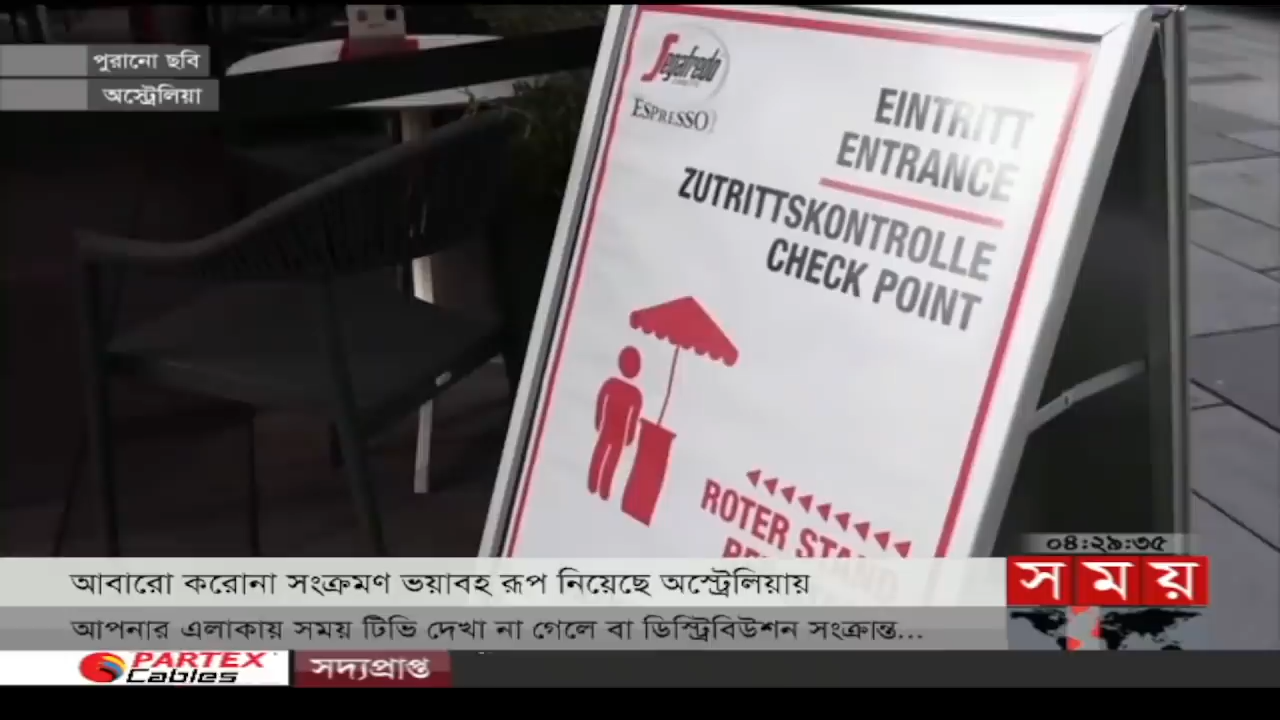 পুরানো ছবি
অস্ট্রেলিয়া
Segafredo
ESPRESSO
EINTRITT
ENTRANCE
ZUTRITTSKONTROLLE
CHECK POINT
ROTER STAND
০৪:২৯:৩৫
সময়
আবারো করোনা সংক্রমণ ভয়াবহ রূপ নিয়েছে অস্ট্রেলিয়ায়
আপনার এলাকায় সময় টিভি দেখা না গেলে বা ডিস্ট্রিবিউশন সংক্রান্ত...
PARTEX
Cables
সদ্যপ্রাপ্ত